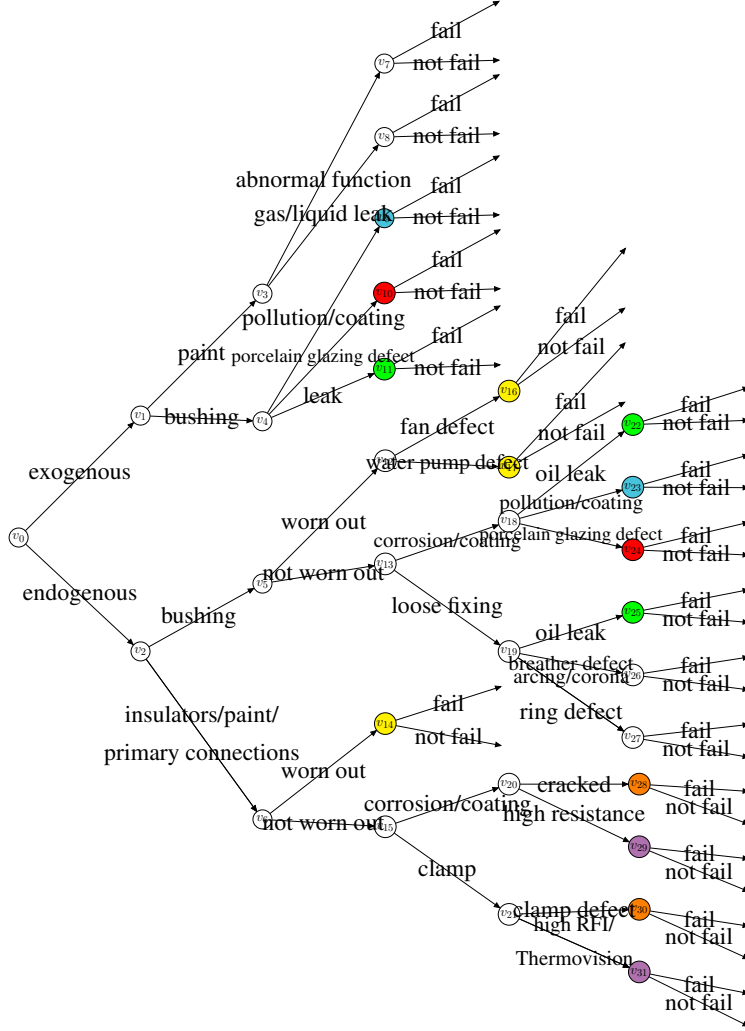 fail
v7
not fail
fail
v8
not fail
abnormal function
fail
gas/liquid leak
not fail
v3
v10
fail
not fail
pollution/coating
fail
paint
porcelain glazing defect
v11
not fail
fail
not fail
v16
leak
v1
bushing
v4
fan defect
fail
not fail
v22
fail
not fail
water pump defect
oil leak
exogenous
v23
fail
not fail
pollution/coating
v0
worn out
v18
porcelain glazing defect
fail
corrosion/coating
v24
not fail
v13
not worn out
v5
endogenous
bushing
loose fixing
v25
fail
not fail
oil leak
v2
v19
breather defect
fail
arcing/corona
v26
not fail
insulators/paint/
fail
v14
ring defect
fail
primary connections
not fail
v27
not fail
worn out
v20
cracked
v28
fail
corrosion/coating
not fail
high resistance
not worn out
v15
v29
fail
clamp
not fail
clamp defect
v30
fail
high RFI/
not fail
Thermovision
v31
fail
not fail